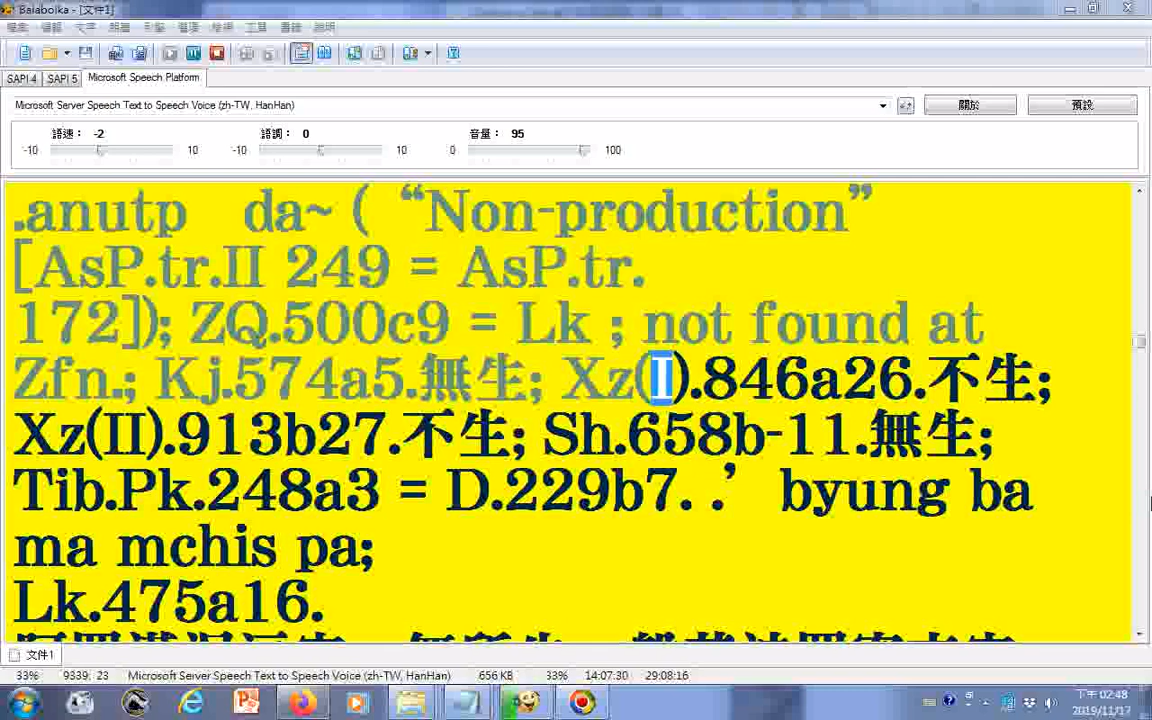 Balabolka - [文件1]
SAPI 4 SAPI 5 Microsoft Speech Platform
Microsoft Server Speech Text to Speech Voice (zh-TW, HanHan) 關於 預設
語速： -2 語調： 0 音量： 95
-10 10 -10 10 0 100
.anutp da~ (“Non-production”
[AsP.tr.II 249 = AsP.tr.
172]); ZQ.500c9 = Lk ; not found at
Zfn.; Kj.574a5.無生; Xz(II).846a26.不生;
Xz(II).913b27.不生; Sh.658b-11.無生;
Tib.Pk.248a3 = D.229b7. .’ byung ba
ma mchis pa;
Lk.475a16.
文件1
33% 9339, 23 Microsoft Server Speech Text to Speech Voice (zh-TW, HanHan) 656 KB 33% 14:07:30 29:08:16
下午 02:48
2019/11/17